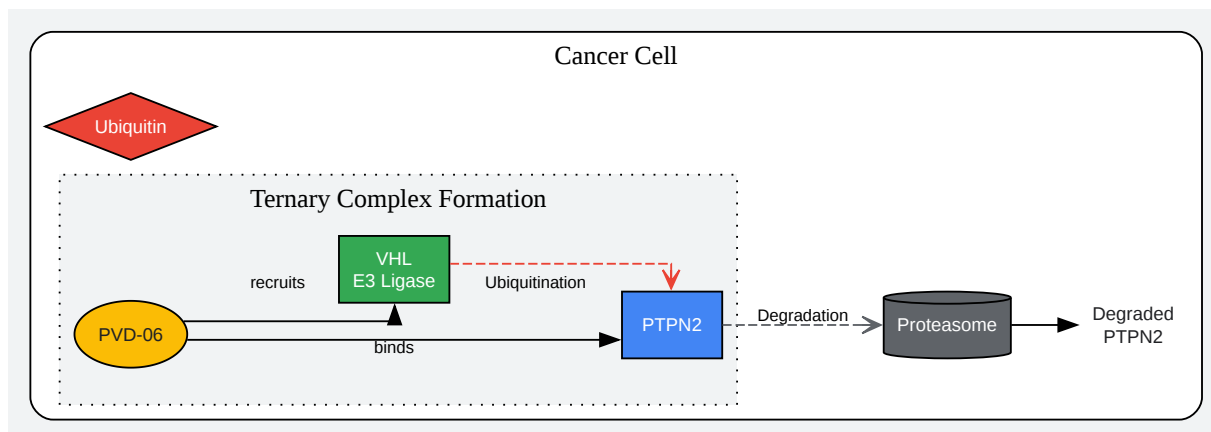 Cancer Cell
Ubiquitin
Ternary Complex Formation
VHL
E3 Ligase
recruits
Ubiquitination
PVD-06
binds
PTPN2
Degradation
Proteasome
Degraded
PTPN2